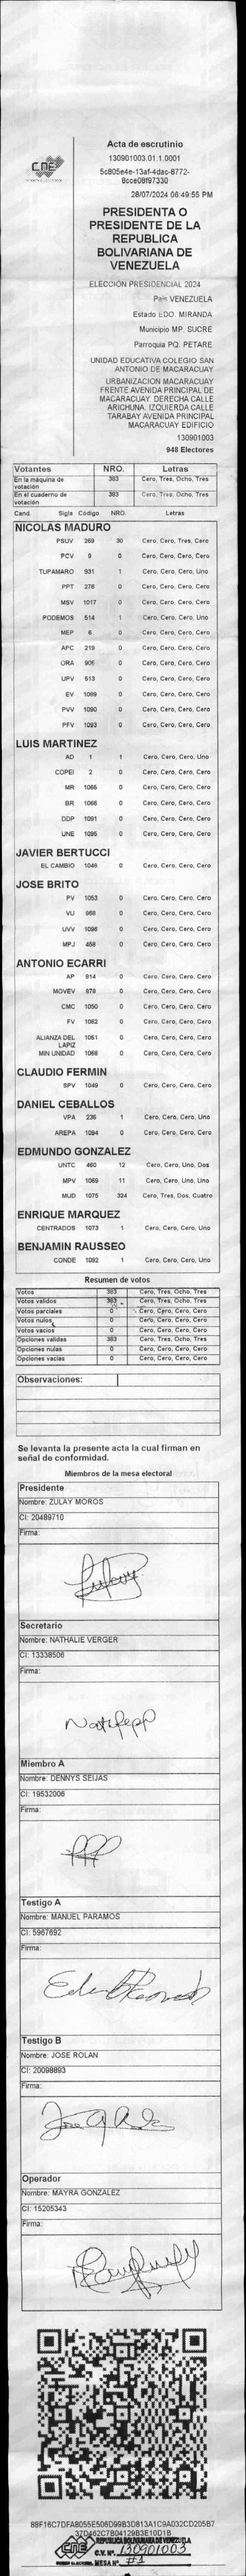 Acta de escrutinio
130901003.01.1.0001
5c805e4e-13af-4dac-8772-
6cce08f97330
28/07/2024 06:49:55 PM
PRESIDENTA O
PRESIDENTE DE LA
REPUBLICA
BOLIVARIANA DE
VENEZUELA
ELECCIÓN PRESIDENCIAL 2024
País VENEZUELA
Estado EDO. MIRANDA
Municipio MP. SUCRE
Parroquia PQ. PETARE
UNIDAD EDUCATIVA COLEGIO SAN
ANTONIO DE MACARACUAY
URBANIZACION MACARACUAY
FRENTE AVENIDA PRINCIPAL DE
MACARACUAY DERECHA CALLE
ARICHUNA. IZQUIERDA CALLE
TARABAY AVENIDA PRINCIPAL
MACARACUAY EDIFICIO
130901003
948 Electores
Votantes NRO. Letras
En la máquina de votación 383 Cero, Tres, Ocho, Tres
En el cuaderno de votación 383 Cero, Tres, Ocho, Tres
Cand. Sigla Código NRO. Letras
NICOLAS MADURO
PSUV 269 30 Cero, Cero, Tres, Cero
PCV 9 0 Cero, Cero, Cero, Cero
TUPAMARO 931 1 Cero, Cero, Cero, Uno
PPT 276 0 Cero, Cero, Cero, Cero
MSV 1017 0 Cero, Cero, Cero, Cero
PODEMOS 514 1 Cero, Cero, Cero, Uno
MEP 6 0 Cero, Cero, Cero, Cero
APC 219 0 Cero, Cero, Cero, Cero
ORA 905 0 Cero, Cero, Cero, Cero
UPV 513 0 Cero, Cero, Cero, Cero
EV 1089 0 Cero, Cero, Cero, Cero
PVV 1090 0 Cero, Cero, Cero, Cero
PFV 1093 0 Cero, Cero, Cero, Cero
LUIS MARTINEZ
AD 1 1 Cero, Cero, Cero, Uno
COPEI 2 0 Cero, Cero, Cero, Cero
MR 1065 0 Cero, Cero, Cero, Cero
BR 1066 0 Cero, Cero, Cero, Cero
DDP 1091 0 Cero, Cero, Cero, Cero
UNE 1095 0 Cero, Cero, Cero, Cero
JAVIER BERTUCCI
EL CAMBIO 1048 0 Cero, Cero, Cero, Cero
JOSE BRITO
PV 1053 0 Cero, Cero, Cero, Cero
VU 968 0 Cero, Cero, Cero, Cero
UVV 1096 0 Cero, Cero, Cero, Cero
MPJ 458 0 Cero, Cero, Cero, Cero
ANTONIO ECARRI
AP 914 0 Cero, Cero, Cero, Cero
MOVEV 879 0 Cero, Cero, Cero, Cero
CMC 1050 0 Cero, Cero, Cero, Cero
FV 1062 0 Cero, Cero, Cero, Cero
ALIANZA DEL LAPIZ 1051 0 Cero, Cero, Cero, Cero
MIN UNIDAD 1068 0 Cero, Cero, Cero, Cero
CLAUDIO FERMIN
SPV 1049 0 Cero, Cero, Cero, Cero
DANIEL CEBALLOS
VPA 236 1 Cero, Cero, Cero, Uno
AREPA 1094 0 Cero, Cero, Cero, Cero
EDMUNDO GONZALEZ
UNTC 460 12 Cero, Cero, Uno, Dos
MPV 1069 11 Cero, Cero, Uno, Uno
MUD 1075 324 Cero, Tres, Dos, Cuatro
ENRIQUE MARQUEZ
CENTRADOS 1073 1 Cero, Cero, Cero, Uno
BENJAMIN RAUSSEO
CONDE 1092 1 Cero, Cero, Cero, Uno
Resumen de votos
Votos 383 Cero, Tres, Ocho, Tres
Votos validos 383 Cero, Tres, Ocho, Tres
Votos parciales 0 Cero, Cero, Cero, Cero
Votos nulos 0 Cero, Cero, Cero, Cero
Votos vacios 0 Cero, Cero, Cero, Cero
Opciones validas 383 Cero, Tres, Ocho, Tres
Opciones nulas 0 Cero, Cero, Cero, Cero
Opciones vacias 0 Cero, Cero, Cero, Cero
Observaciones:
Se levanta la presente acta la cual firman en
señal de conformidad.
Miembros de la mesa electoral
Presidente
Nombre: ZULAY MOROS
CI: 20489710
Firma:
Secretario
Nombre: NATHALIE VERGER
CI: 13338506
Firma:
Miembro A
Nombre: DENNYS SEIJAS
CI: 19532006
Firma:
Testigo A
Nombre: MANUEL PARAMOS
CI: 5967692
Firma:
Testigo B
Nombre: JOSE ROLAN
CI: 20098893
Firma:
Operador
Nombre: MAYRA GONZALEZ
CI: 15205343
Firma:
88F16C7DFA8055E506D99B3D813A1C9A032CD205B7
37D462C7B04129B3E10D1B
CNE REPUBLICA BOLIVARIANA DE VENEZUELA
C.V. Nº 130901003
MESA Nº #1